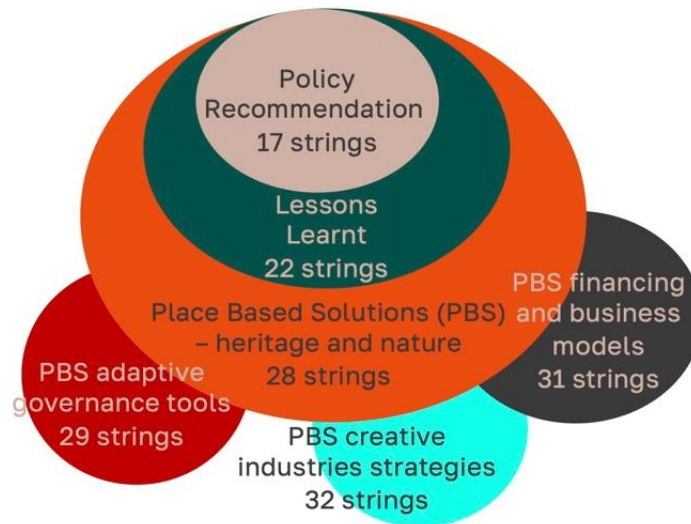 Policy
Recommendation
17 strings
Lessons
Learnt
22 strings
Place Based Solutions (PBS)
– heritage and nature
28 strings
PBS financing
and business
models
31 strings
PBS adaptive
governance tools
29 strings
PBS creative
industries strategies
32 strings